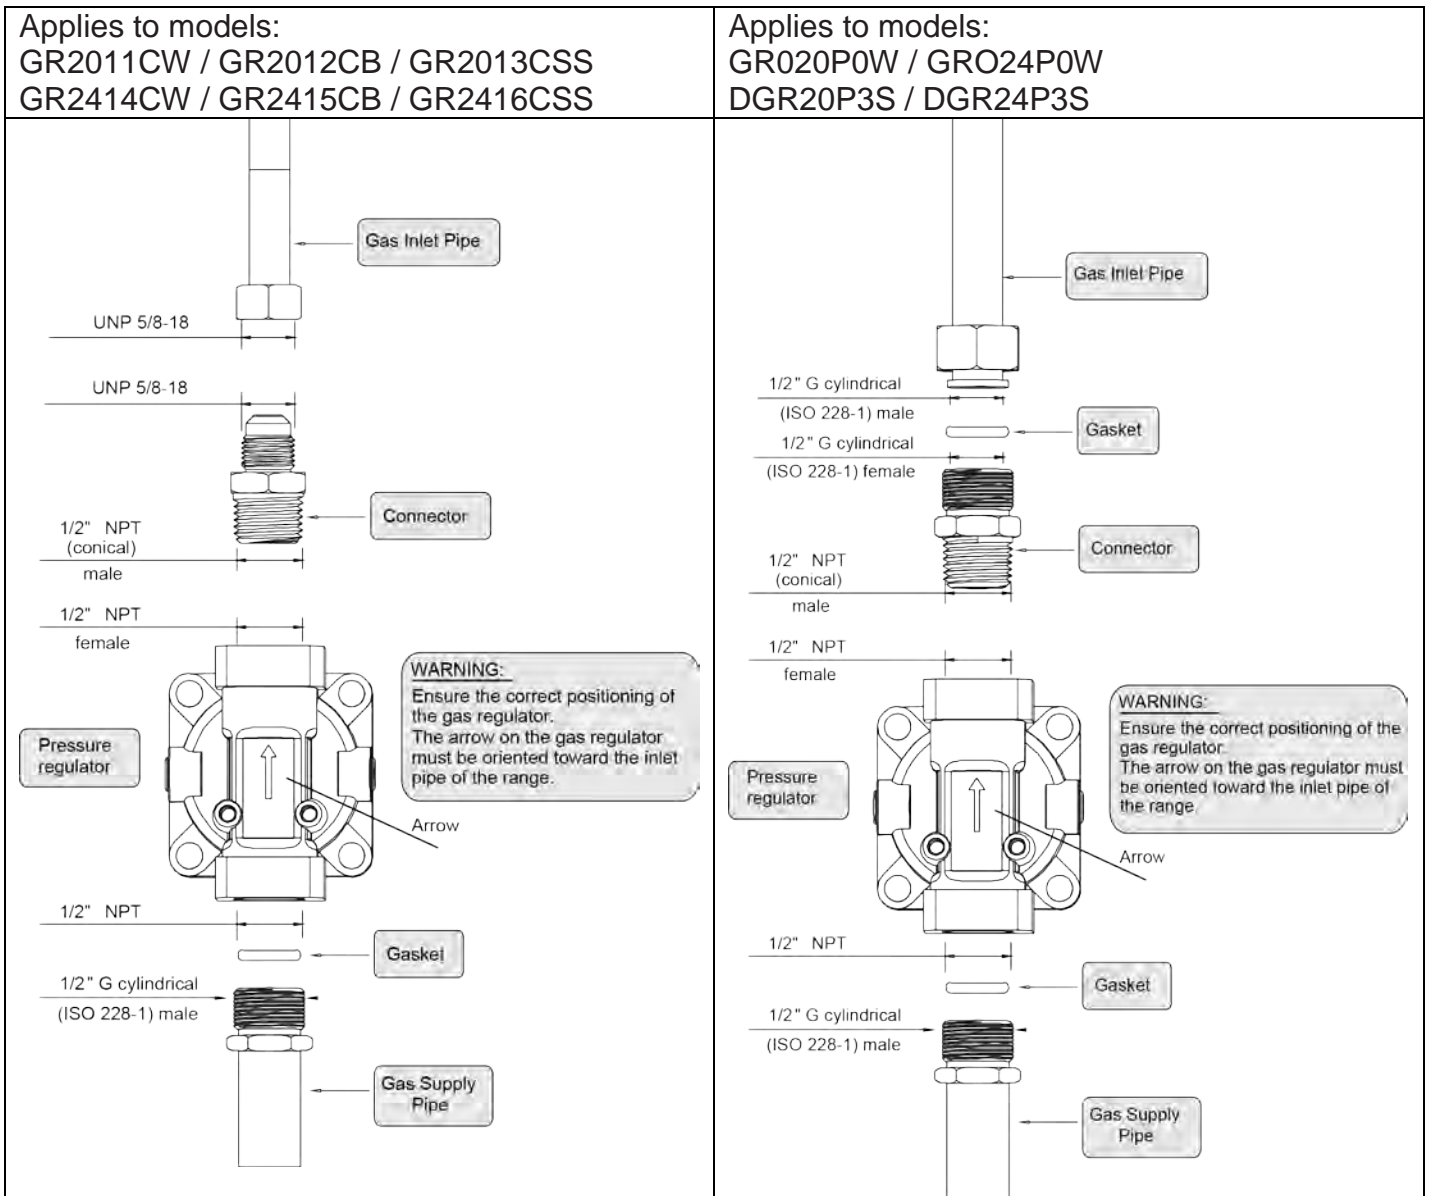 Applies to models:
GR2011CW / GR2012CB / GR2013CSS
GR2414CW / GR2415CB / GR2416CSS
Gas Inlet Pipe
UNP 5/8-18
UNP 5/8-18
Connector
1/2" NPT
(conical)
male
1/2" NPT
female
WARNING:
Ensure the correct positioning of
the gas regulator.
The arrow on the gas regulator
must be oriented toward the inlet
pipe of the range.
Pressure
regulator
Arrow
1/2" NPT
Gasket
1/2" G cylindrical
(ISO 228-1) male
Gas Supply
Pipe
Applies to models:
GR020P0W / GRO24P0W
DGR20P3S / DGR24P3S
Gas Inlet Pipe
1/2" G cylindrical
(ISO 228-1) male
Gasket
1/2" G cylindrical
(ISO 228-1) female
Connector
1/2" NPT
(conical)
male
1/2" NPT
female
WARNING:
Ensure the correct positioning of the
gas regulator.
The arrow on the gas regulator must
be oriented toward the inlet pipe of
the range.
Pressure
regulator
Arrow
1/2" NPT
Gasket
1/2" G cylindrical
(ISO 228-1) male
Gas Supply
Pipe